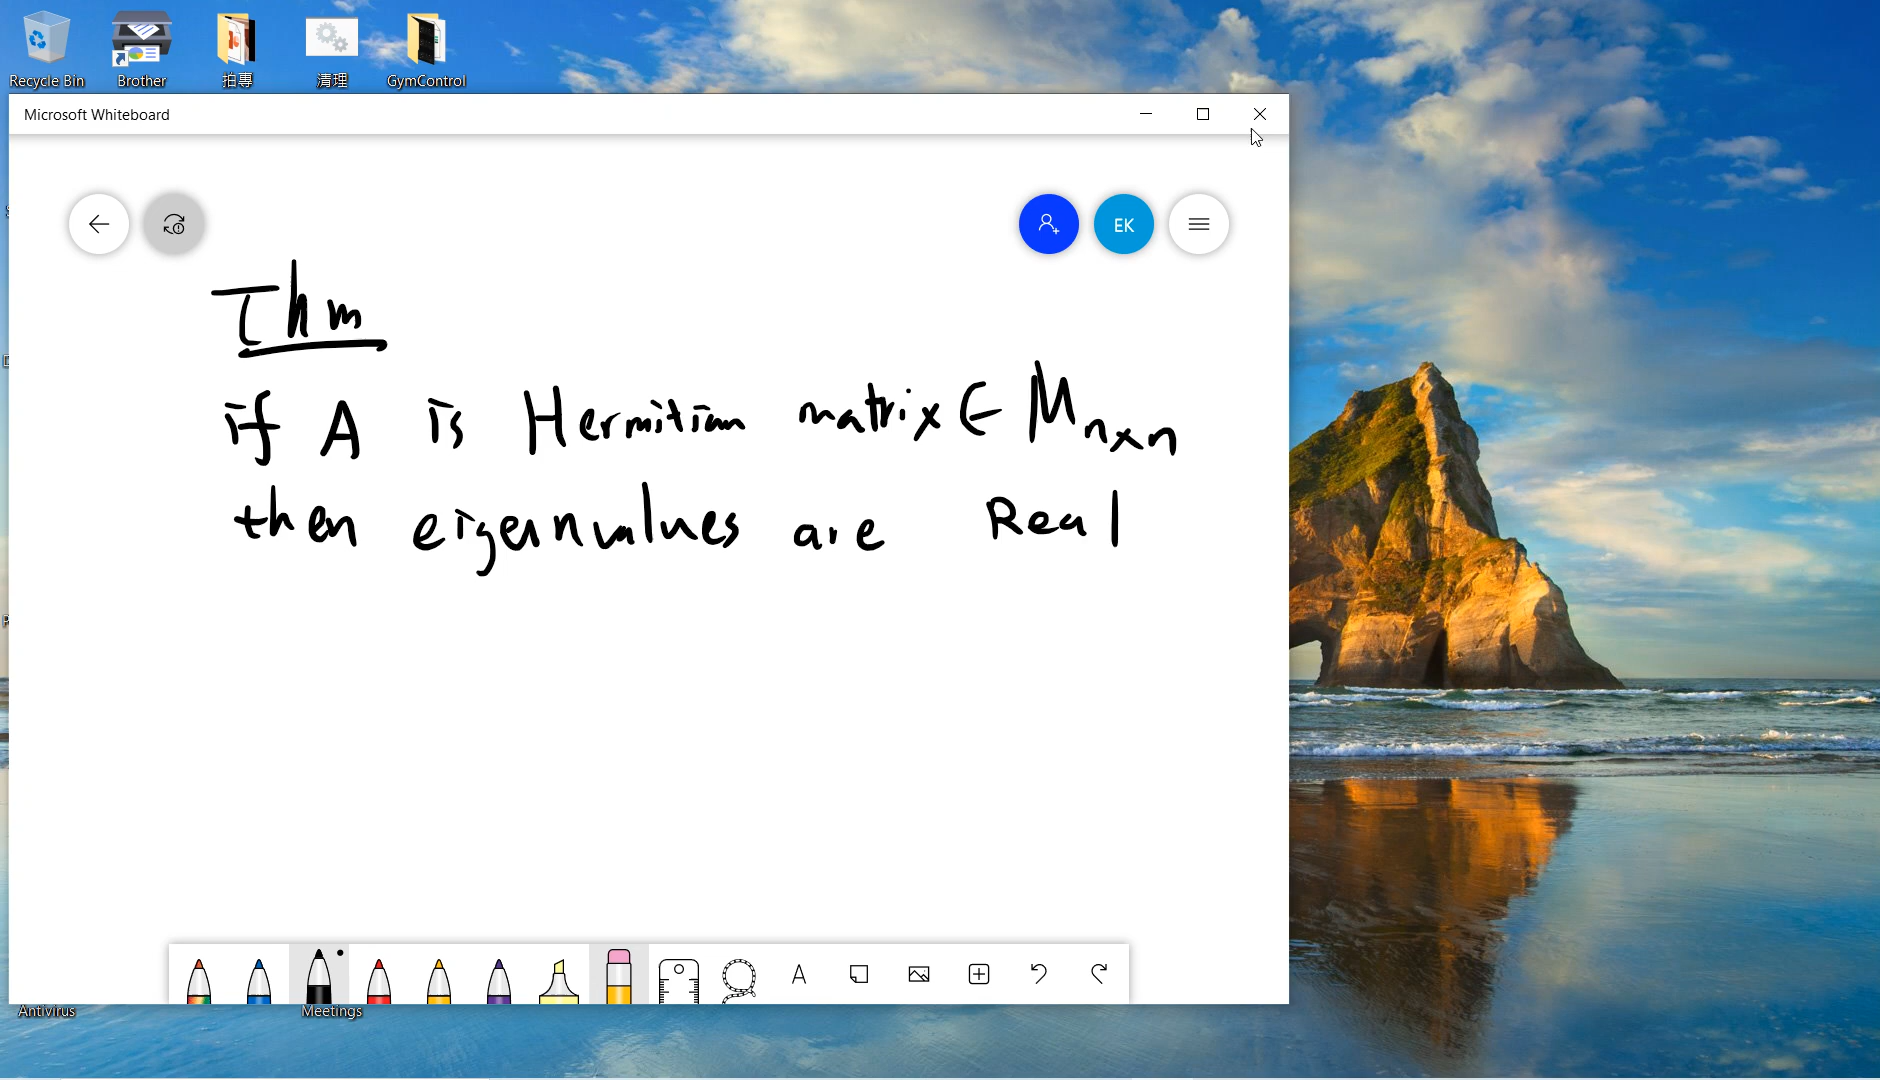 Recycle Bin
Brother
拍專
清理
GymControl
Microsoft Whiteboard
EK
Thm
if A is Hermitian matrix ∈ M n×n
then eigenvalues are Real
A
Antivirus
Meetings